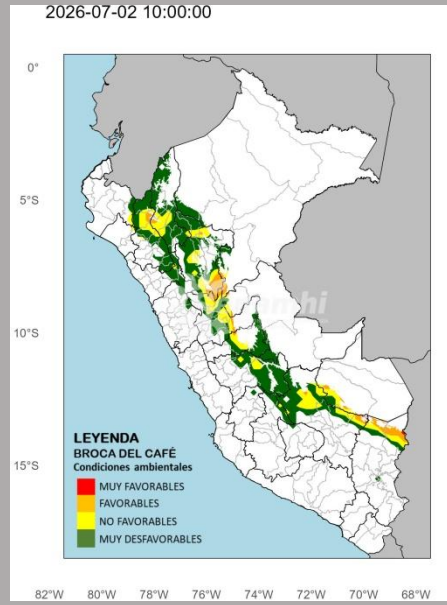 2026-07-02 10:00:00
0°
5°S
10°S
15°S
LEYENDA
BROCA DEL CAFÉ
Condiciones ambientales
MUY FAVORABLES
FAVORABLES
NO FAVORABLES
MUY DESFAVORABLES
82°W 80°W 78°W 76°W 74°W 72°W 70°W 68°W